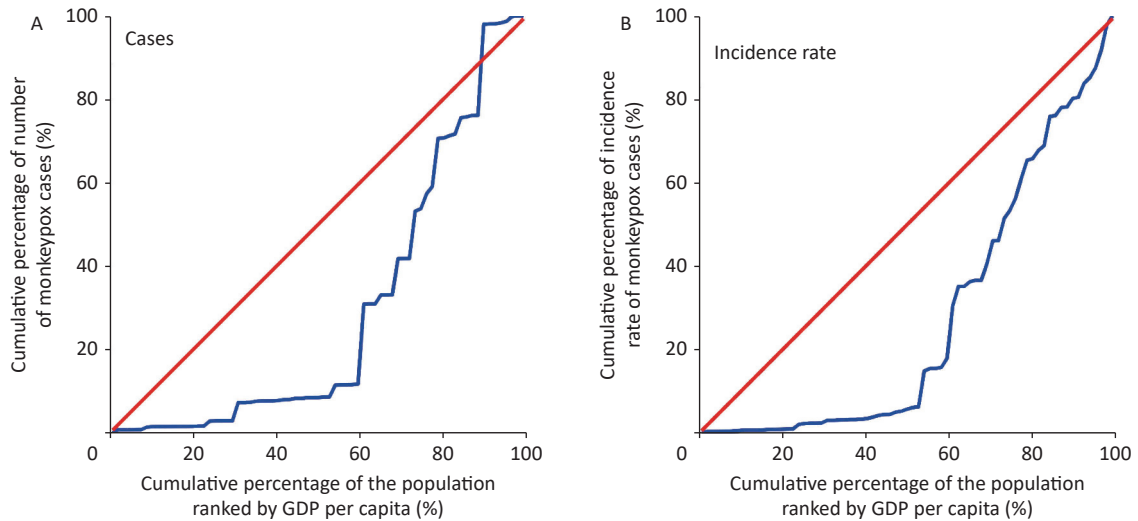 A
Cases
Cumulative percentage of number
of monkeypox cases (%)
100
80
60
40
20
0
20
40
60
80
100
Cumulative percentage of the population
ranked by GDP per capita (%)
B
Incidence rate
Cumulative percentage of incidence
rate of monkeypox cases (%)
100
80
60
40
20
0
20
40
60
80
100
Cumulative percentage of the population
ranked by GDP per capita (%)